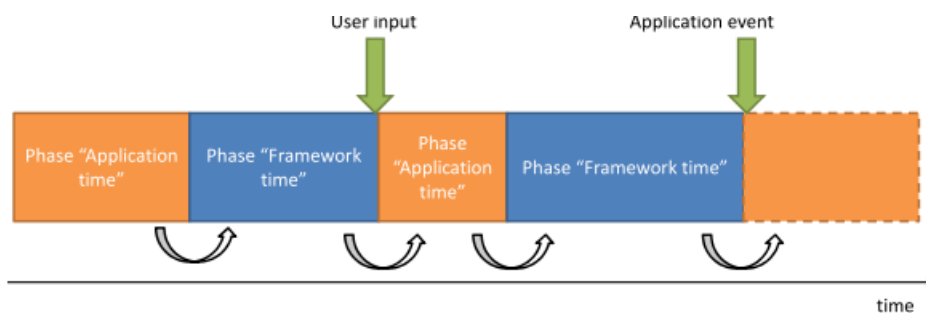 User input
Application event
Phase “Application
time”
Phase “Framework
time”
Phase
“Application
time”
Phase “Framework time”
time